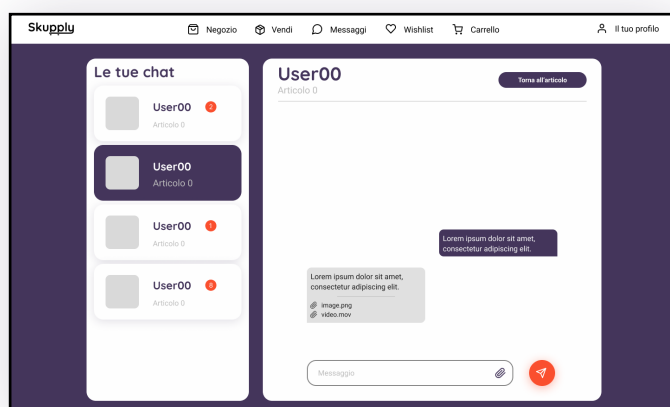 Skupply
Negozio
Vendi
Messaggi
Wishlist
Carrello
Il tuo profilo
Le tue chat
User00
2
Articolo 0
User00
Articolo 0
User00
1
Articolo 0
User00
8
Articolo 0
User00
Articolo 0
Torna all'articolo
Lorem ipsum dolor sit amet,
consectetur adipiscing elit.
Lorem ipsum dolor sit amet,
consectetur adipiscing elit.
image.png
video.mov
Messaggio